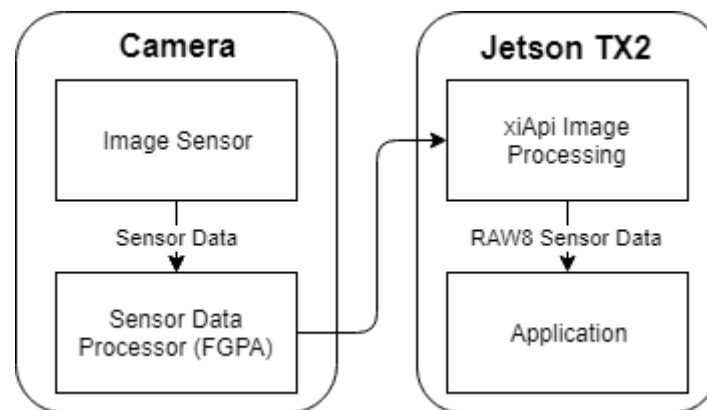 Camera
Image Sensor
Sensor Data
Sensor Data
Processor (FGPA)
Jetson TX2
xiApi Image
Processing
RAW8 Sensor Data
Application